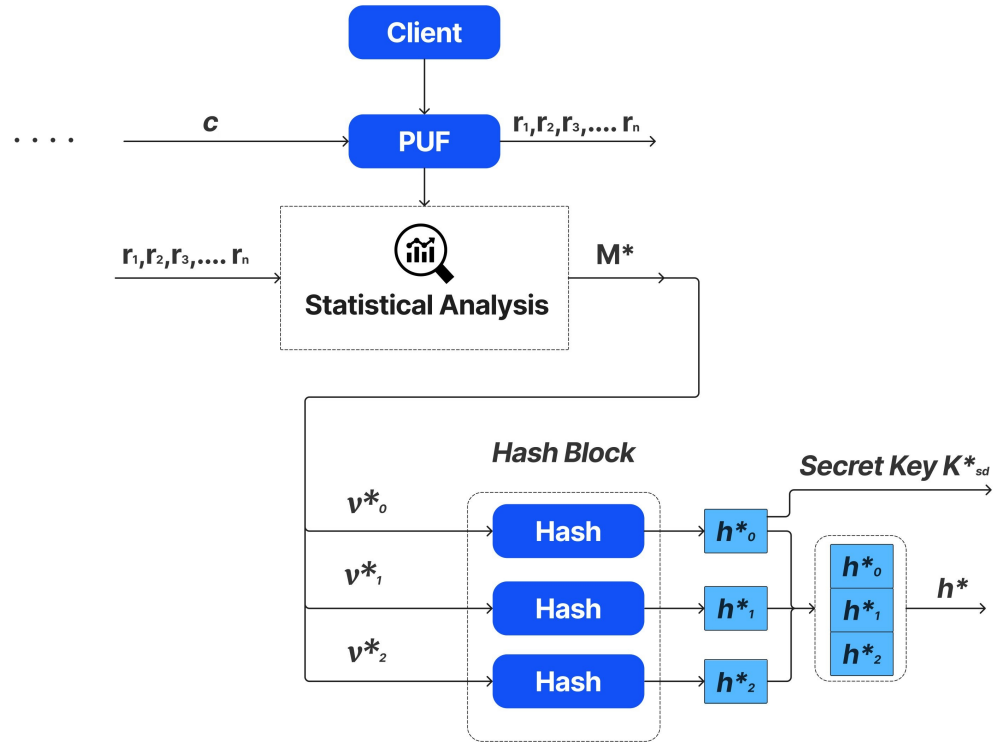 Client
. . . .
c
PUF
r₁,r₂,r₃,.... rₙ
r₁,r₂,r₃,.... rₙ
Statistical Analysis
M*
Hash Block
Secret Key K*sd
v*₀
Hash
h*₀
v*₁
Hash
h*₁
v*₂
Hash
h*₂
h*₀
h*₁
h*₂
h*